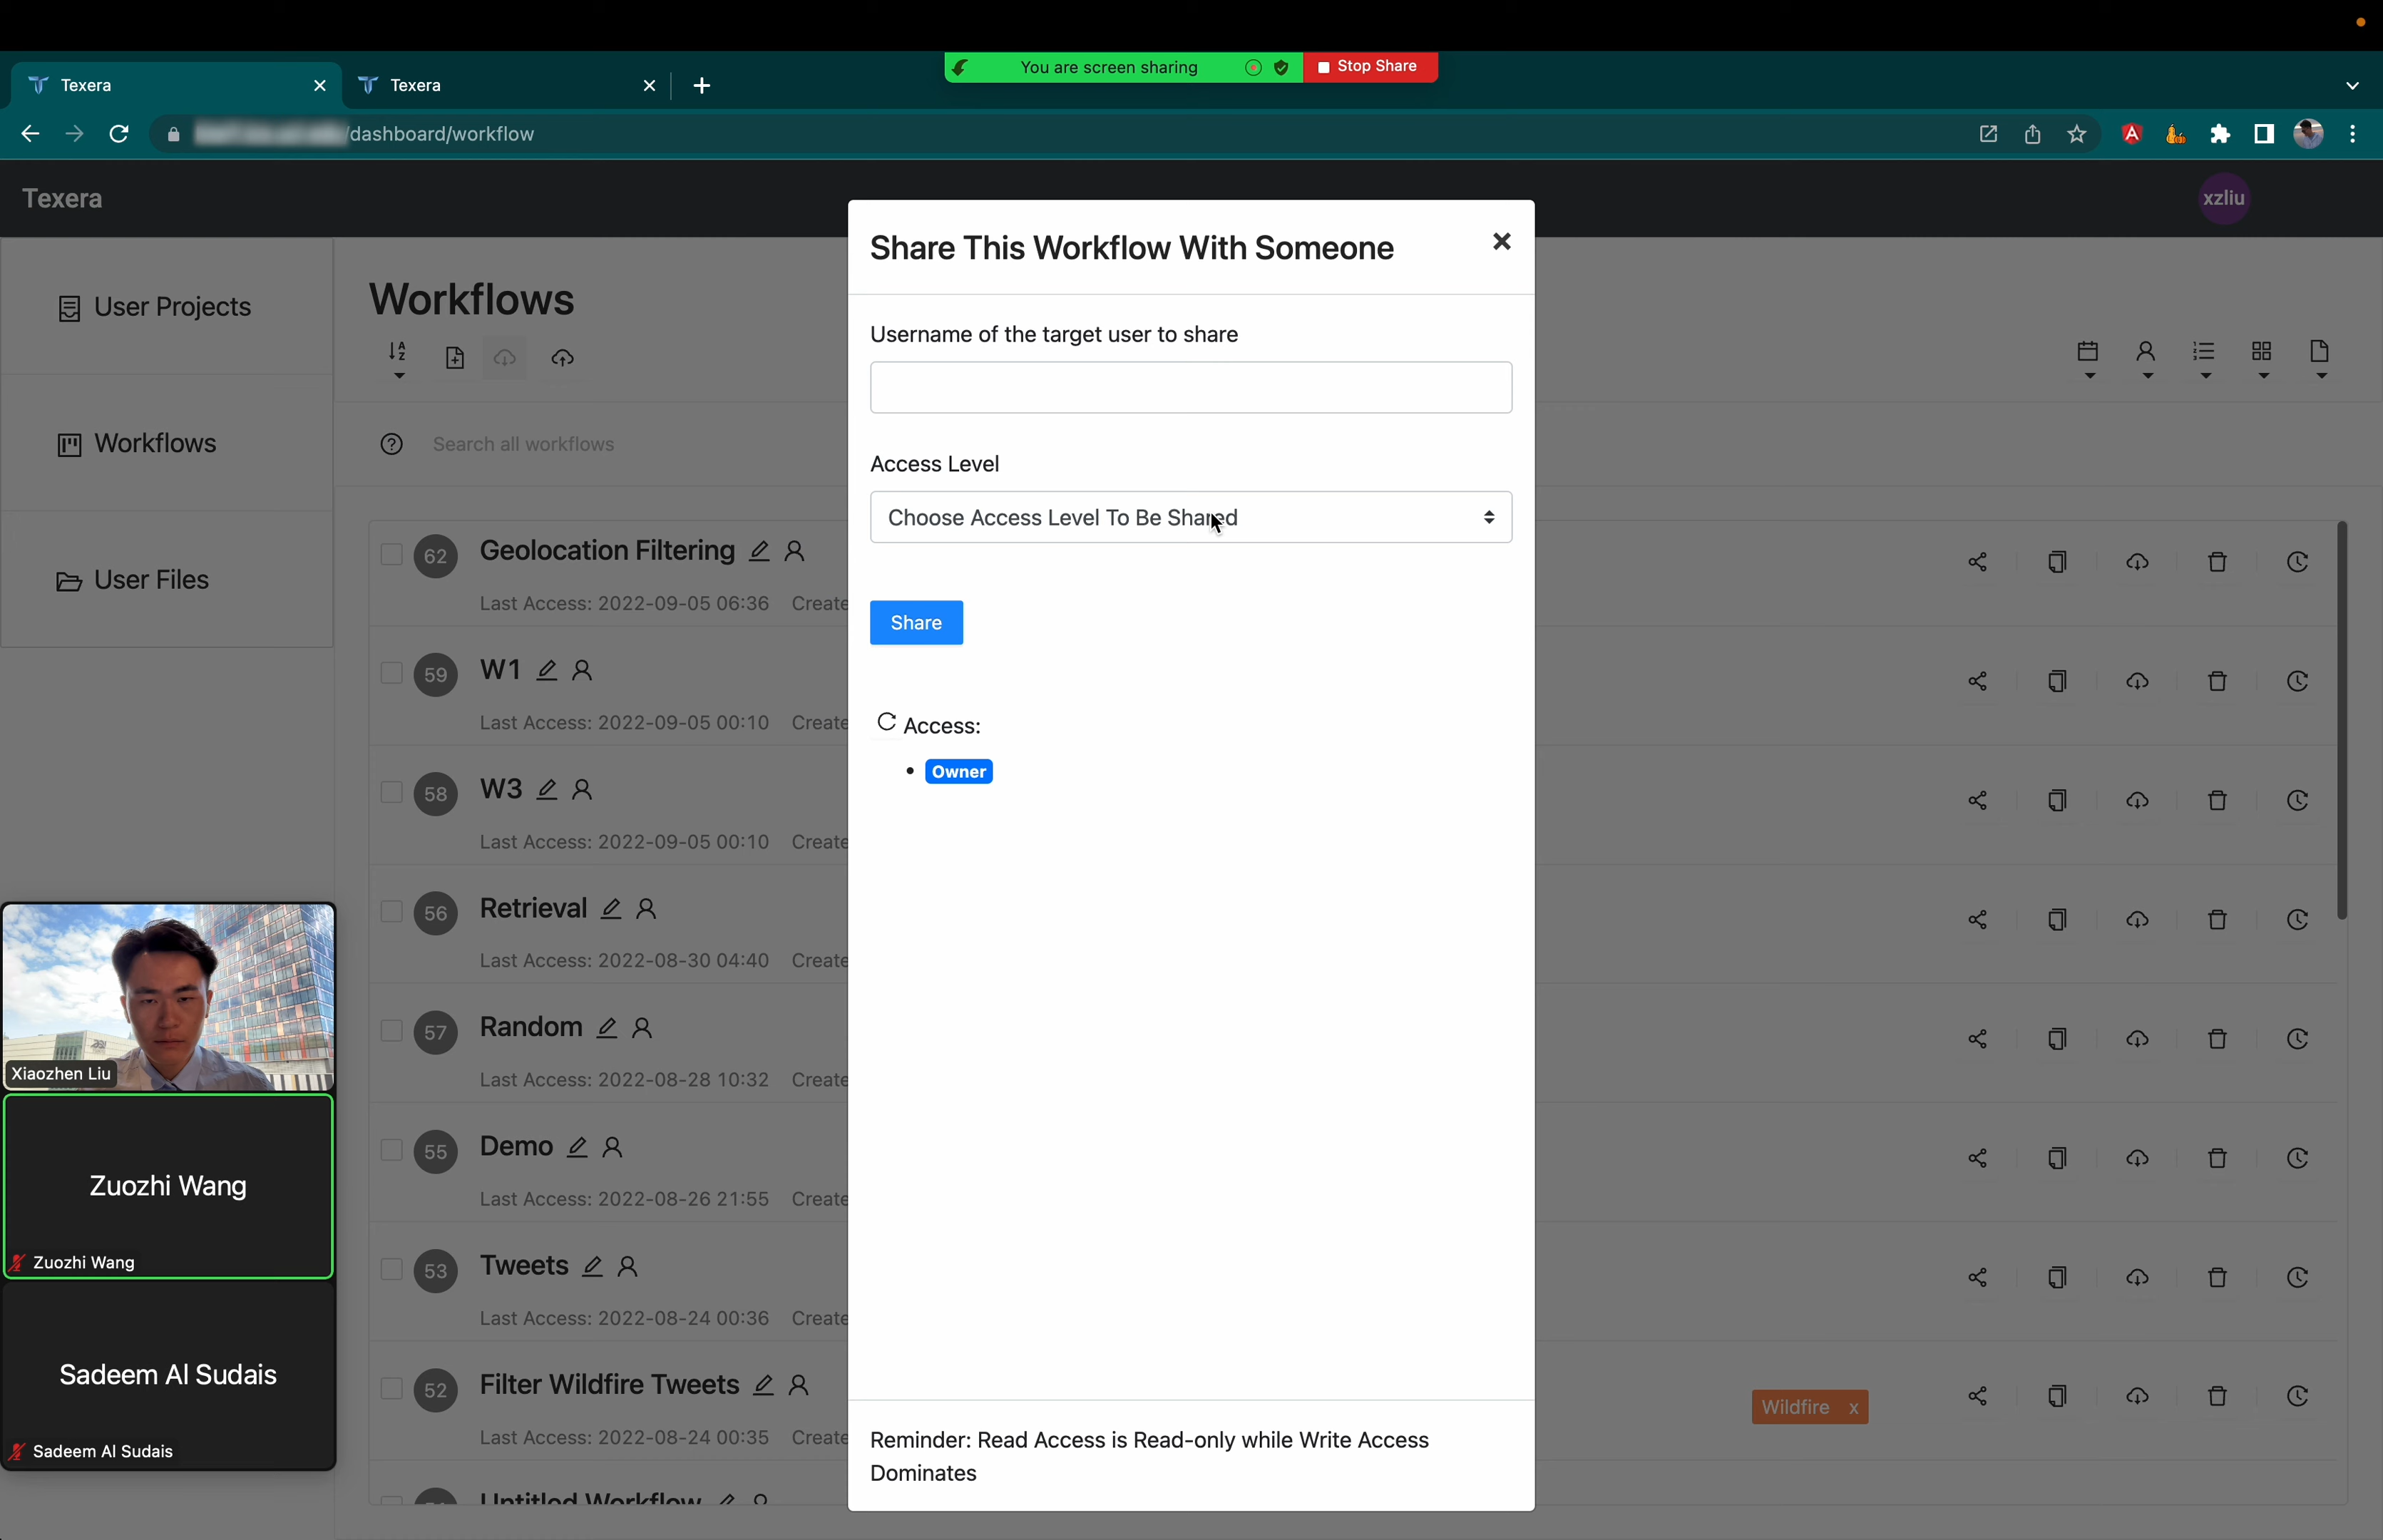 You are screen sharing
Stop Share
Texera
Texera
/dashboard/workflow
Texera
xzliu
User Projects
Workflows
User Files
Workflows
Search all workflows
62 Geolocation Filtering
Last Access: 2022-09-05 06:36 Create
59 W1
Last Access: 2022-09-05 00:10 Create
58 W3
Last Access: 2022-09-05 00:10 Create
56 Retrieval
Last Access: 2022-08-30 04:40 Create
57 Random
Last Access: 2022-08-28 10:32 Create
55 Demo
Last Access: 2022-08-26 21:55 Create
53 Tweets
Last Access: 2022-08-24 00:36 Create
52 Filter Wildfire Tweets
Last Access: 2022-08-24 00:35 Create
Wildfire x
Untitled Workflow
Share This Workflow With Someone
Username of the target user to share
Access Level
Choose Access Level To Be Shared
Share
Access:
Owner
Reminder: Read Access is Read-only while Write Access
Dominates
Xiaozhen Liu
Zuozhi Wang
Zuozhi Wang
Sadeem Al Sudais
Sadeem Al Sudais